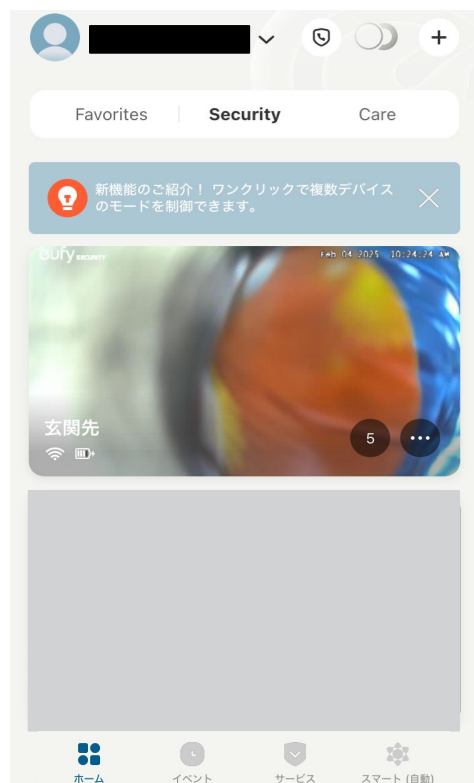 Favorites
Security
Care
新機能のご紹介！ ワンクリックで複数デバイス
のモードを制御できます。
eufy SECURITY
Feb 04 2025 10:24:24 AM
玄関先
5
ホーム
イベント
サービス
スマート (自動)